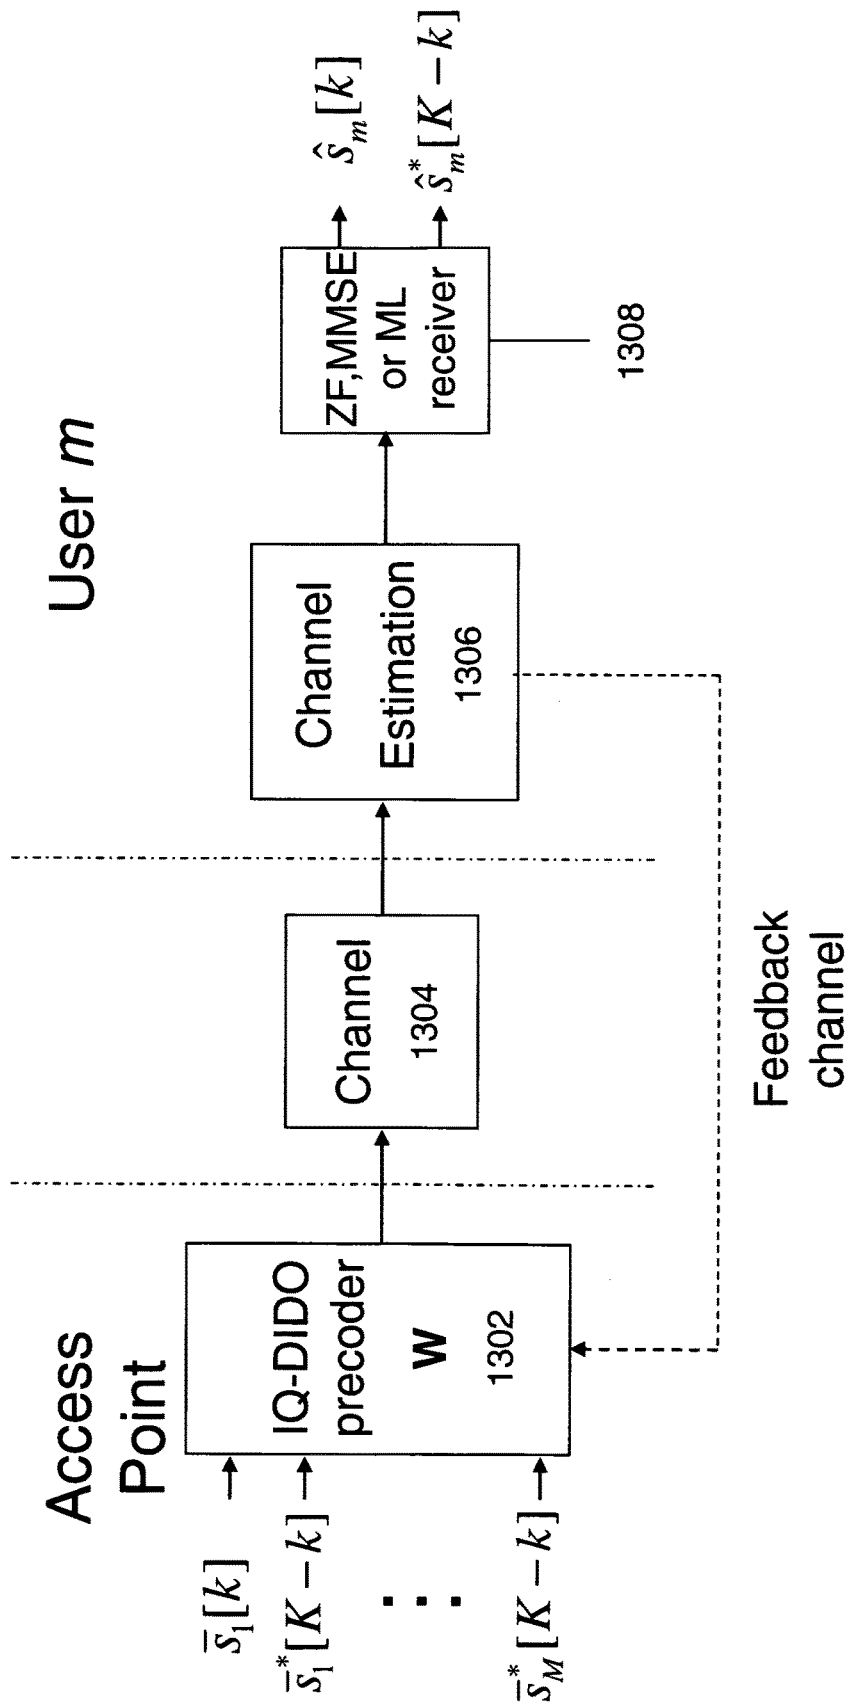 Access
Point
User m
s̄₁[k]
s̄₁*[K − k]
⋮
s̄_M*[K − k]
IQ-DIDO
precoder
W
1302
Channel
1304
Channel
Estimation
1306
ZF,MMSE
or ML
receiver
1308
ŝₘ[k]
ŝₘ*[K − k]
Feedback
channel